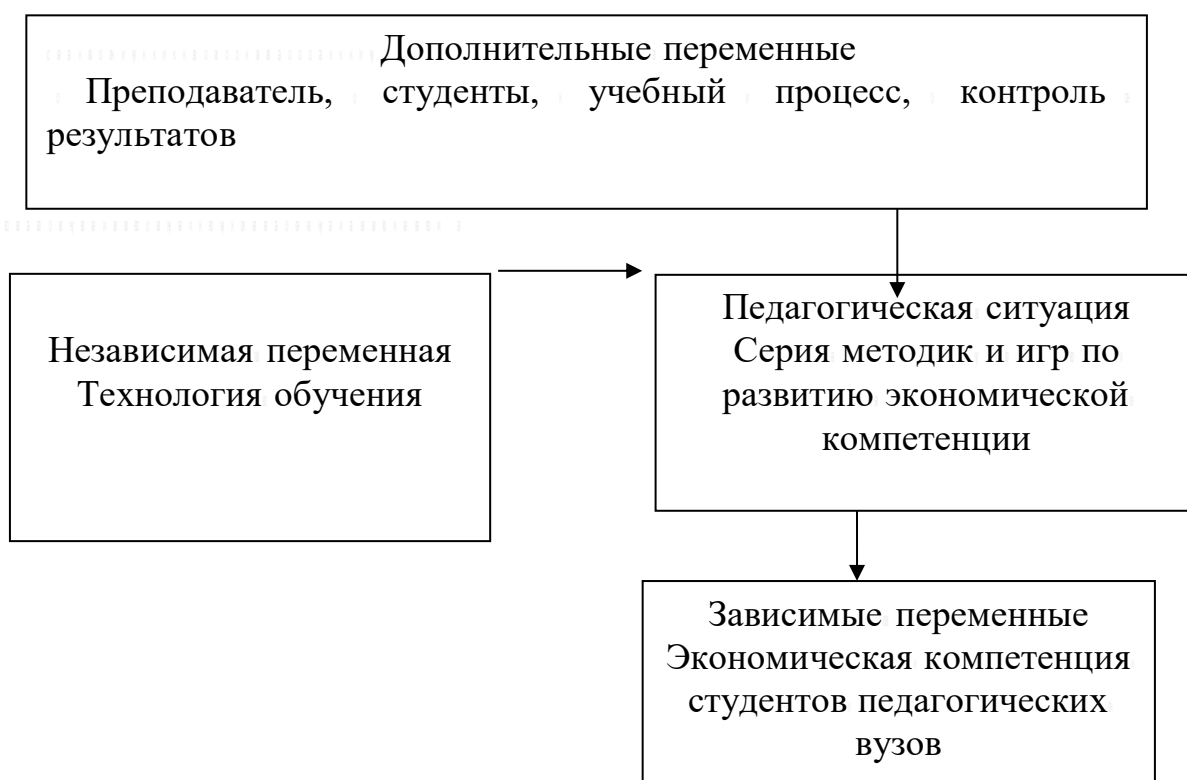 Дополнительные переменные
Преподаватель, студенты, учебный процесс, контроль
результатов
Независимая переменная
Технология обучения
Педагогическая ситуация
Серия методик и игр по
развитию экономической
компетенции
Зависимые переменные
Экономическая компетенция
студентов педагогических
вузов